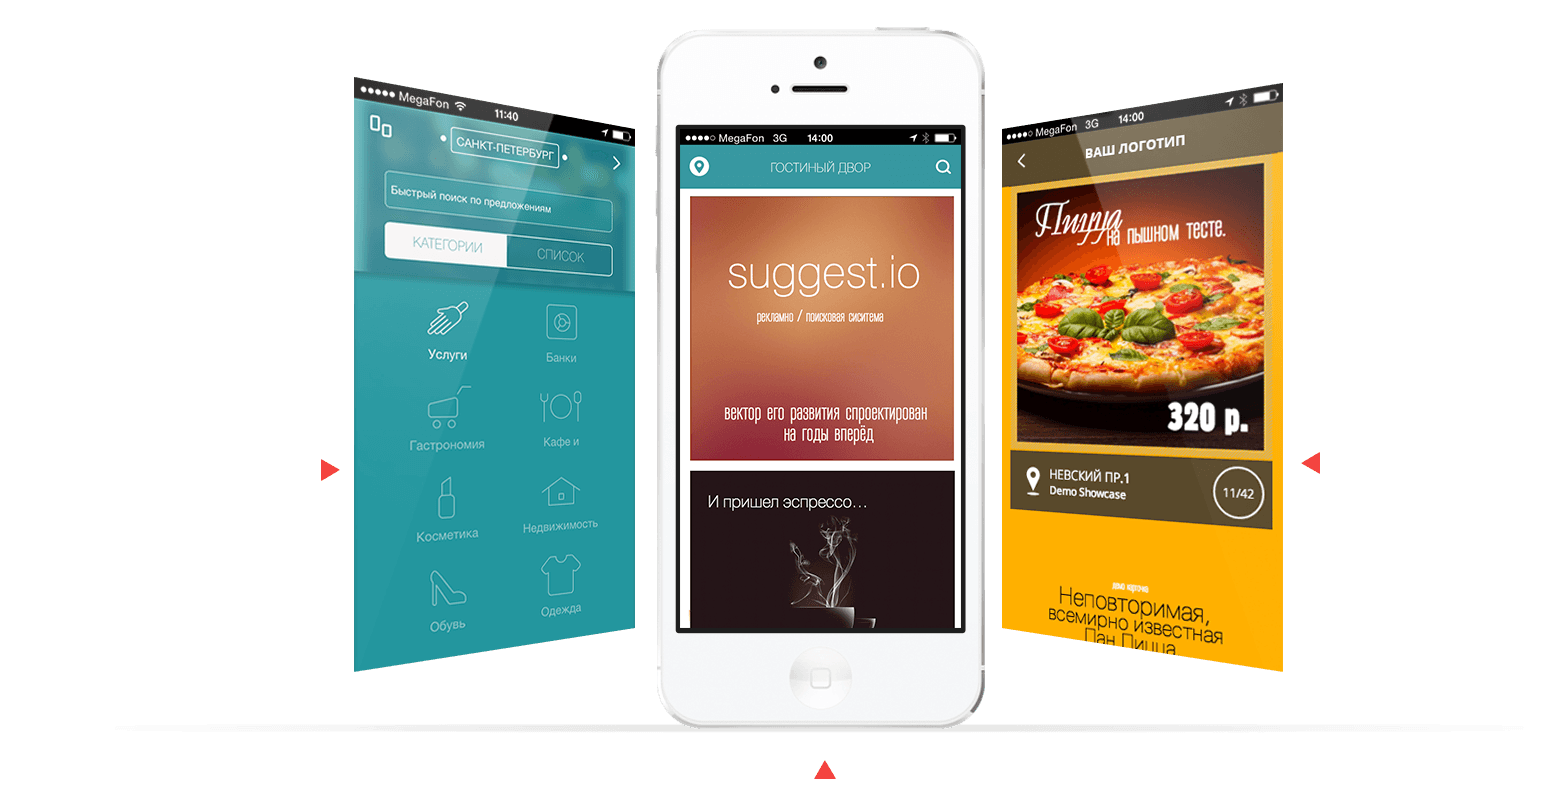 MegaFon
11:40
САНКТ-ПЕТЕРБУРГ
Быстрый поиск по предложениям
КАТЕГОРИИ
СПИСОК
Услуги
Банки
Гастрономия
Кафе и
Косметика
Недвижимость
Обувь
Одежда
MegaFon 3G 14:00
ГОСТИНЫЙ ДВОР
suggest.io
рекламно / поисковая сиситема
вектор его развития спроектирован
на годы вперёд
И пришел эспрессо...
MegaFon 3G 14:00
ВАШ ЛОГОТИП
Пицца
на пышном тесте.
320 р.
НЕВСКИЙ ПР.1
Demo Showcase
11/42
демо карточка
Неповторимая,
всемирно известная
Пан Пицца